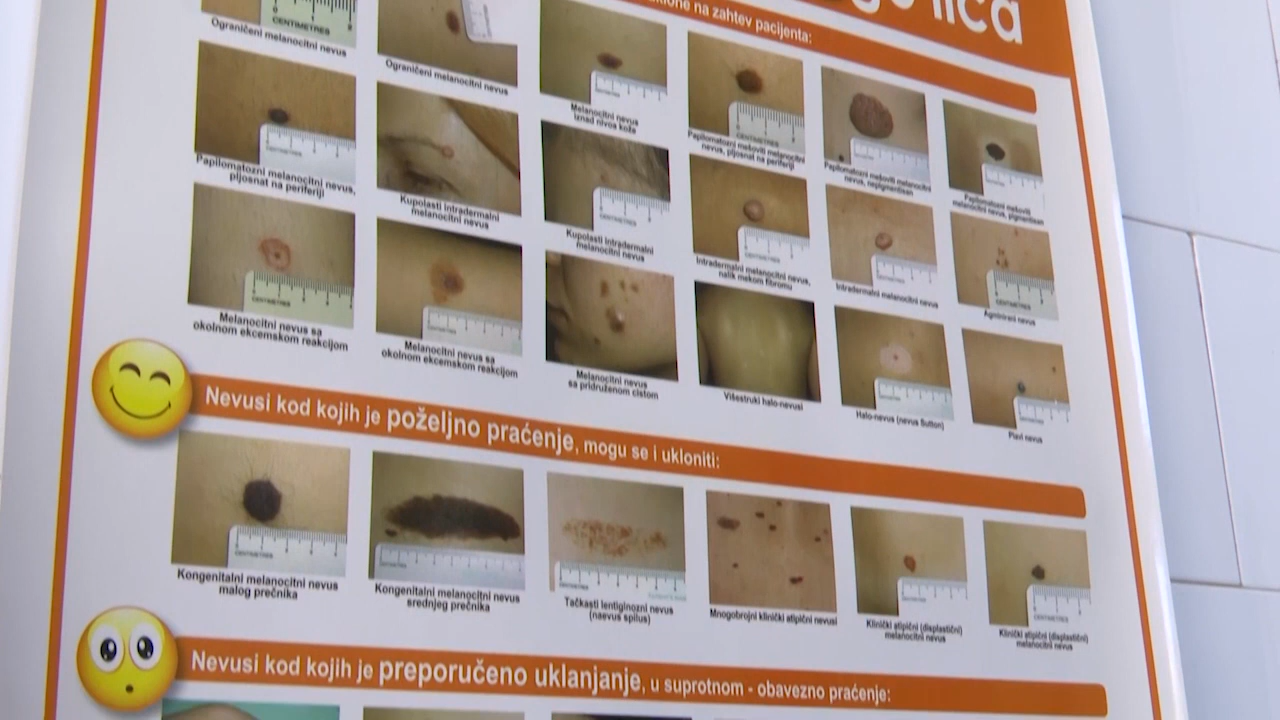 na zahtev pacijenta:
CENTIMETRES
Ograničeni melanocitni nevus
Ograničeni melanocitni nevus
Melanocitni nevus
iznad nivoa kože
Papilomatozni mešoviti melanocitni
nevus, pljosnat na periferiji
Papilomatozni mešoviti melanocitni
nevus, nepigmentisan
Papilomatozni mešoviti
melanocitni nevus, pigmentisan
Papilomatozni melanocitni nevus,
pljosnat na periferiji
Kupolasti intradermalni
melanocitni nevus
Kupolasti intradermalni
melanocitni nevus
Intradermalni melanocitni nevus,
nalik mekom fibromu
Intradermalni melanocitni nevus
Agminirani nevus
Melanocitni nevus sa
okolnom ekcemskom reakcijom
Melanocitni nevus sa
okolnom ekcemskom reakcijom
Melanocitni nevus
sa pridruženom cistom
Višestruki halo-nevusi
Halo-nevus (nevus Sutton)
Plavi nevus
Nevusi kod kojih je poželjno praćenje, mogu se i ukloniti:
Kongenitalni melanocitni nevus
malog prečnika
Kongenitalni melanocitni nevus
srednjeg prečnika
Tačkasti lentiginozni nevus
(naevus spilus)
Mnogobrojni klinički atipični nevusi
Klinički atipični (displastični)
melanocitni nevus
Klinički atipični (displastični)
melanocitni nevus
Nevusi kod kojih je preporučeno uklanjanje, u suprotnom - obavezno praćenje: